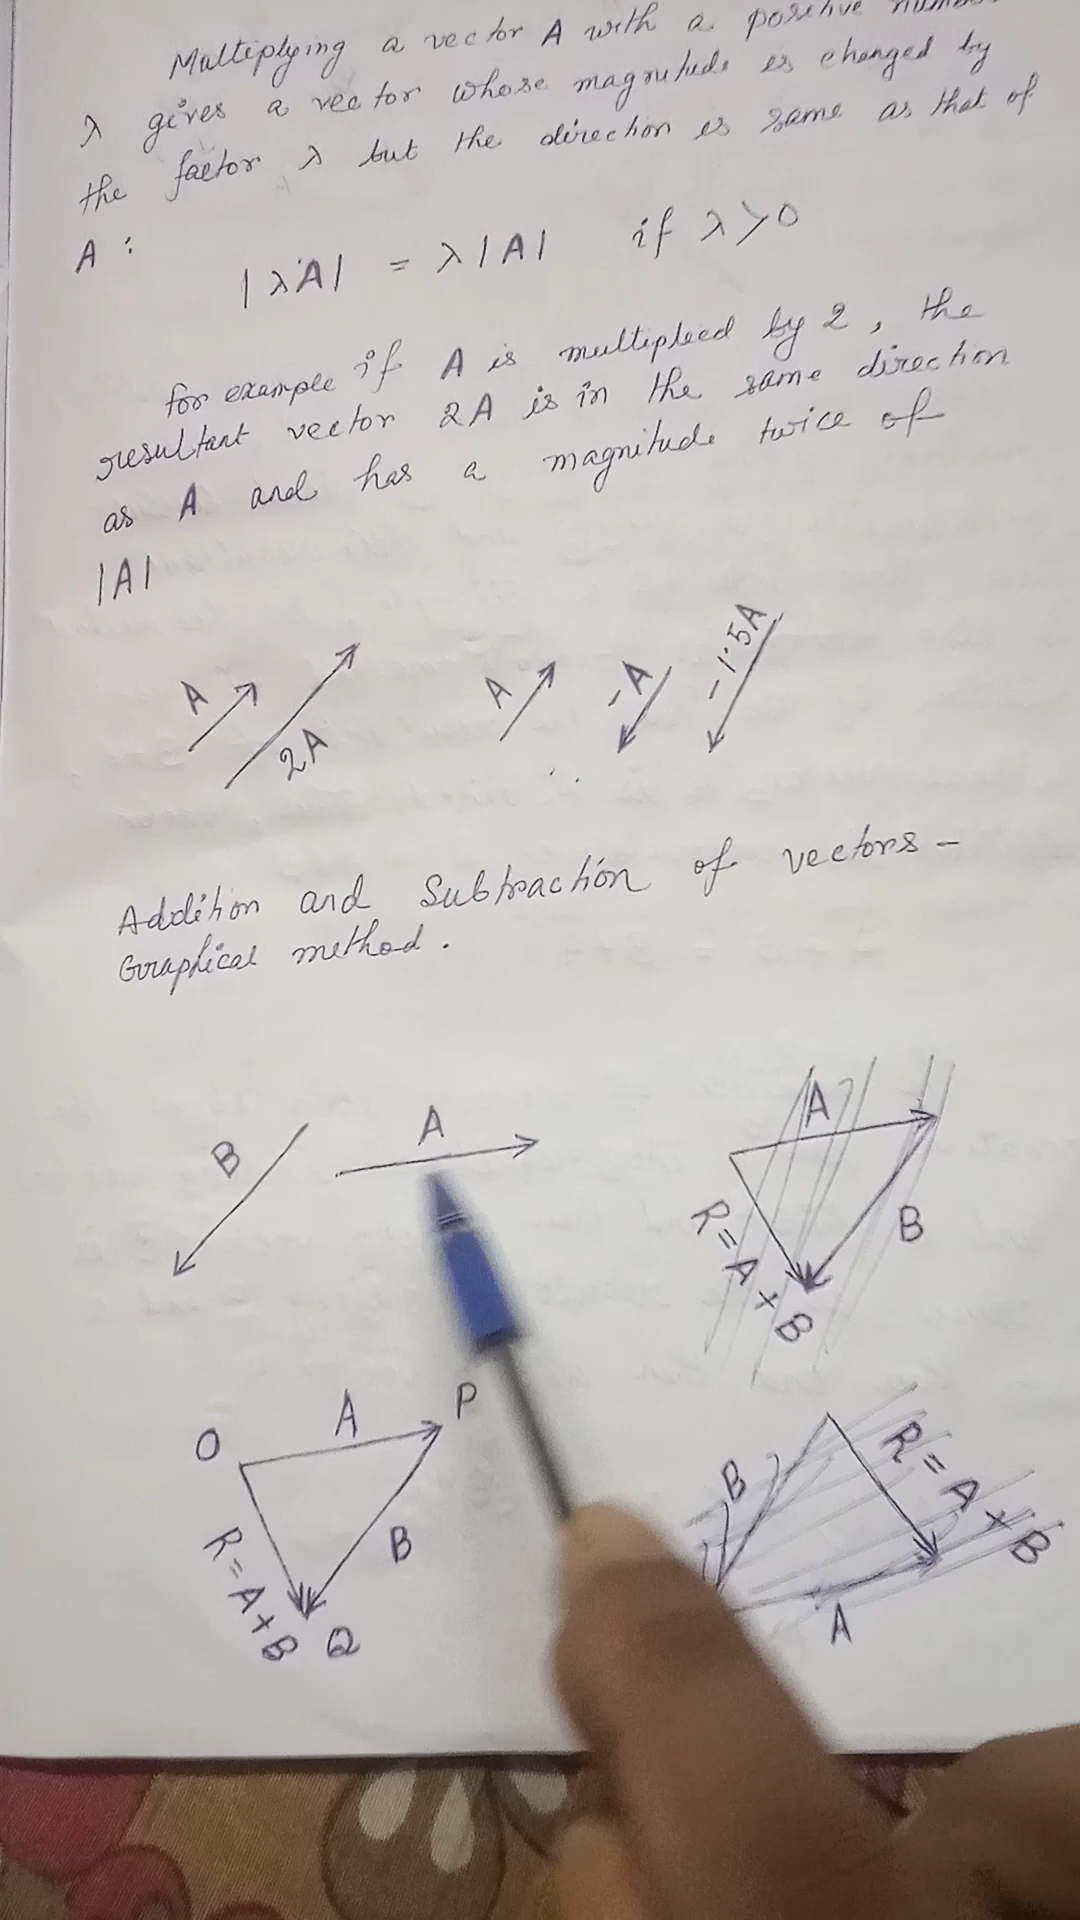 Multiplying a vector A with a positive number
λ gives a vector whose magnitude is changed by
the factor λ but the direction is same as that of
A :
|λA| = λ|A| if λ>0
for example if A is multiplied by 2, the
resultant vector 2A is in the same direction
as A and has a magnitude twice of
|A|
A 2A A -A -1.5A
Addition and Subtraction of vectors -
Graphical method.
B A
A
B
R = A + B
O A P
B
R = A + B
Q
B
R = A + B
A